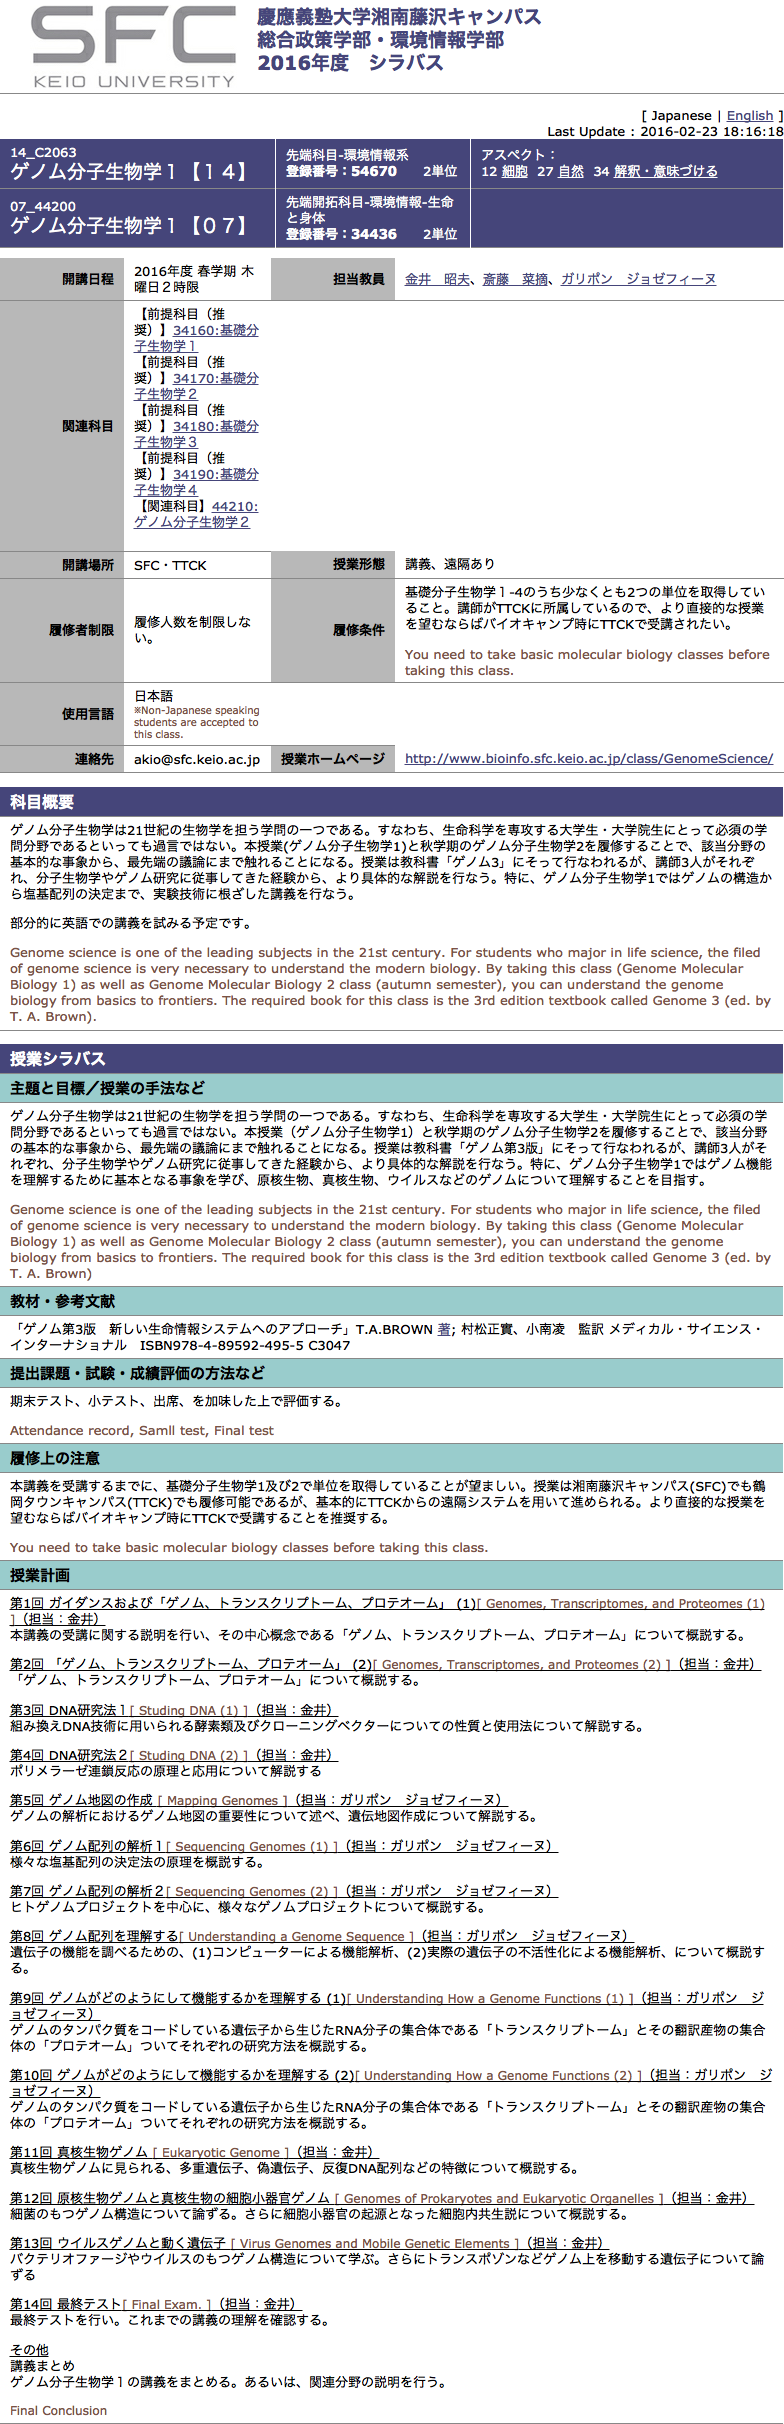 SFC
KEIO UNIVERSITY
慶應義塾大学湘南藤沢キャンパス
総合政策学部・環境情報学部
2016年度　シラバス
[ Japanese | English ]
Last Update : 2016-02-23 18:16:18
14_C2063
ゲノム分子生物学１【１４】
先端科目-環境情報系
登録番号：54670　2単位
アスペクト：
12 細胞 27 自然 34 解釈・意味づける
07_44200
ゲノム分子生物学１【０７】
先端開拓科目-環境情報-生命
と身体
登録番号：34436　2単位
開講日程
2016年度 春学期 木
曜日２時限
担当教員
金井　昭夫、斎藤　菜摘、ガリポン　ジョゼフィーヌ
関連科目
【前提科目（推
奨）】34160:基礎分
子生物学１
【前提科目（推
奨）】34170:基礎分
子生物学２
【前提科目（推
奨）】34180:基礎分
子生物学３
【前提科目（推
奨）】34190:基礎分
子生物学４
【関連科目】44210:
ゲノム分子生物学２
開講場所
SFC・TTCK
授業形態
講義、遠隔あり
履修者制限
履修人数を制限しな
い。
履修条件
基礎分子生物学１-4のうち少なくとも2つの単位を取得してい
ること。講師がTTCKに所属しているので、より直接的な授業
を望むならばバイオキャンプ時にTTCKで受講されたい。
You need to take basic molecular biology classes before
taking this class.
使用言語
日本語
※Non-Japanese speaking
students are accepted to
this class.
連絡先
akio@sfc.keio.ac.jp
授業ホームページ
http://www.bioinfo.sfc.keio.ac.jp/class/GenomeScience/
科目概要
ゲノム分子生物学は21世紀の生物学を担う学問の一つである。すなわち、生命科学を専攻する大学生・大学院生にとって必須の学
問分野であるといっても過言ではない。本授業(ゲノム分子生物学1)と秋学期のゲノム分子生物学2を履修することで、該当分野の
基本的な事象から、最先端の議論にまで触れることになる。授業は教科書「ゲノム3」にそって行なわれるが、講師3人がそれぞ
れ、分子生物学やゲノム研究に従事してきた経験から、より具体的な解説を行なう。特に、ゲノム分子生物学1ではゲノムの構造か
ら塩基配列の決定まで、実験技術に根ざした講義を行なう。
部分的に英語での講義を試みる予定です。
Genome science is one of the leading subjects in the 21st century. For students who major in life science, the filed
of genome science is very necessary to understand the modern biology. By taking this class (Genome Molecular
Biology 1) as well as Genome Molecular Biology 2 class (autumn semester), you can understand the genome
biology from basics to frontiers. The required book for this class is the 3rd edition textbook called Genome 3 (ed. by
T. A. Brown).
授業シラバス
主題と目標／授業の手法など
ゲノム分子生物学は21世紀の生物学を担う学問の一つである。すなわち、生命科学を専攻する大学生・大学院生にとって必須の学
問分野であるといっても過言ではない。本授業（ゲノム分子生物学1）と秋学期のゲノム分子生物学2を履修することで、該当分野
の基本的な事象から、最先端の議論にまで触れることになる。授業は教科書「ゲノム第3版」にそって行なわれるが、講師3人がそ
れぞれ、分子生物学やゲノム研究に従事してきた経験から、より具体的な解説を行なう。特に、ゲノム分子生物学1ではゲノム機能
を理解するために基本となる事象を学び、原核生物、真核生物、ウイルスなどのゲノムについて理解することを目指す。
Genome science is one of the leading subjects in the 21st century. For students who major in life science, the filed
of genome science is very necessary to understand the modern biology. By taking this class (Genome Molecular
Biology 1) as well as Genome Molecular Biology 2 class (autumn semester), you can understand the genome
biology from basics to frontiers. The required book for this class is the 3rd edition textbook called Genome 3 (ed. by
T. A. Brown)
教材・参考文献
「ゲノム第3版　新しい生命情報システムへのアプローチ」T.A.BROWN 著; 村松正實、小南凌　監訳 メディカル・サイエンス・
インターナショナル　ISBN978-4-89592-495-5 C3047
提出課題・試験・成績評価の方法など
期末テスト、小テスト、出席、を加味した上で評価する。
Attendance record, Samll test, Final test
履修上の注意
本講義を受講するまでに、基礎分子生物学1及び2で単位を取得していることが望ましい。授業は湘南藤沢キャンパス(SFC)でも鶴
岡タウンキャンパス(TTCK)でも履修可能であるが、基本的にTTCKからの遠隔システムを用いて進められる。より直接的な授業を
望むならばバイオキャンプ時にTTCKで受講することを推奨する。
You need to take basic molecular biology classes before taking this class.
授業計画
第1回 ガイダンスおよび「ゲノム、トランスクリプトーム、プロテオーム」 (1)[ Genomes, Transcriptomes, and Proteomes (1)
]（担当：金井）
本講義の受講に関する説明を行い、その中心概念である「ゲノム、トランスクリプトーム、プロテオーム」について概説する。
第2回 「ゲノム、トランスクリプトーム、プロテオーム」 (2)[ Genomes, Transcriptomes, and Proteomes (2) ]（担当：金井）
「ゲノム、トランスクリプトーム、プロテオーム」について概説する。
第3回 DNA研究法１[ Studing DNA (1) ]（担当：金井）
組み換えDNA技術に用いられる酵素類及びクローニングベクターについての性質と使用法について解説する。
第4回 DNA研究法２[ Studing DNA (2) ]（担当：金井）
ポリメラーゼ連鎖反応の原理と応用について解説する
第5回 ゲノム地図の作成 [ Mapping Genomes ]（担当：ガリポン　ジョゼフィーヌ）
ゲノムの解析におけるゲノム地図の重要性について述べ、遺伝地図作成について解説する。
第6回 ゲノム配列の解析１[ Sequencing Genomes (1) ]（担当：ガリポン　ジョゼフィーヌ）
様々な塩基配列の決定法の原理を概説する。
第7回 ゲノム配列の解析２[ Sequencing Genomes (2) ]（担当：ガリポン　ジョゼフィーヌ）
ヒトゲノムプロジェクトを中心に、様々なゲノムプロジェクトについて概説する。
第8回 ゲノム配列を理解する[ Understanding a Genome Sequence ]（担当：ガリポン　ジョゼフィーヌ）
遺伝子の機能を調べるための、(1)コンピューターによる機能解析、(2)実際の遺伝子の不活性化による機能解析、について概説す
る。
第9回 ゲノムがどのようにして機能するかを理解する (1)[ Understanding How a Genome Functions (1) ]（担当：ガリポン　ジ
ョゼフィーヌ）
ゲノムのタンパク質をコードしている遺伝子から生じたRNA分子の集合体である「トランスクリプトーム」とその翻訳産物の集合
体の「プロテオーム」ついてそれぞれの研究方法を概説する。
第10回 ゲノムがどのようにして機能するかを理解する (2)[ Understanding How a Genome Functions (2) ]（担当：ガリポン　ジ
ョゼフィーヌ）
ゲノムのタンパク質をコードしている遺伝子から生じたRNA分子の集合体である「トランスクリプトーム」とその翻訳産物の集合
体の「プロテオーム」ついてそれぞれの研究方法を概説する。
第11回 真核生物ゲノム [ Eukaryotic Genome ]（担当：金井）
真核生物ゲノムに見られる、多重遺伝子、偽遺伝子、反復DNA配列などの特徴について概説する。
第12回 原核生物ゲノムと真核生物の細胞小器官ゲノム [ Genomes of Prokaryotes and Eukaryotic Organelles ]（担当：金井）
細菌のもつゲノム構造について論ずる。さらに細胞小器官の起源となった細胞内共生説について概説する。
第13回 ウイルスゲノムと動く遺伝子 [ Virus Genomes and Mobile Genetic Elements ]（担当：金井）
バクテリオファージやウイルスのもつゲノム構造について学ぶ。さらにトランスポゾンなどゲノム上を移動する遺伝子について論
ずる
第14回 最終テスト[ Final Exam. ]（担当：金井）
最終テストを行い。これまでの講義の理解を確認する。
その他
講義まとめ
ゲノム分子生物学１の講義をまとめる。あるいは、関連分野の説明を行う。
Final Conclusion